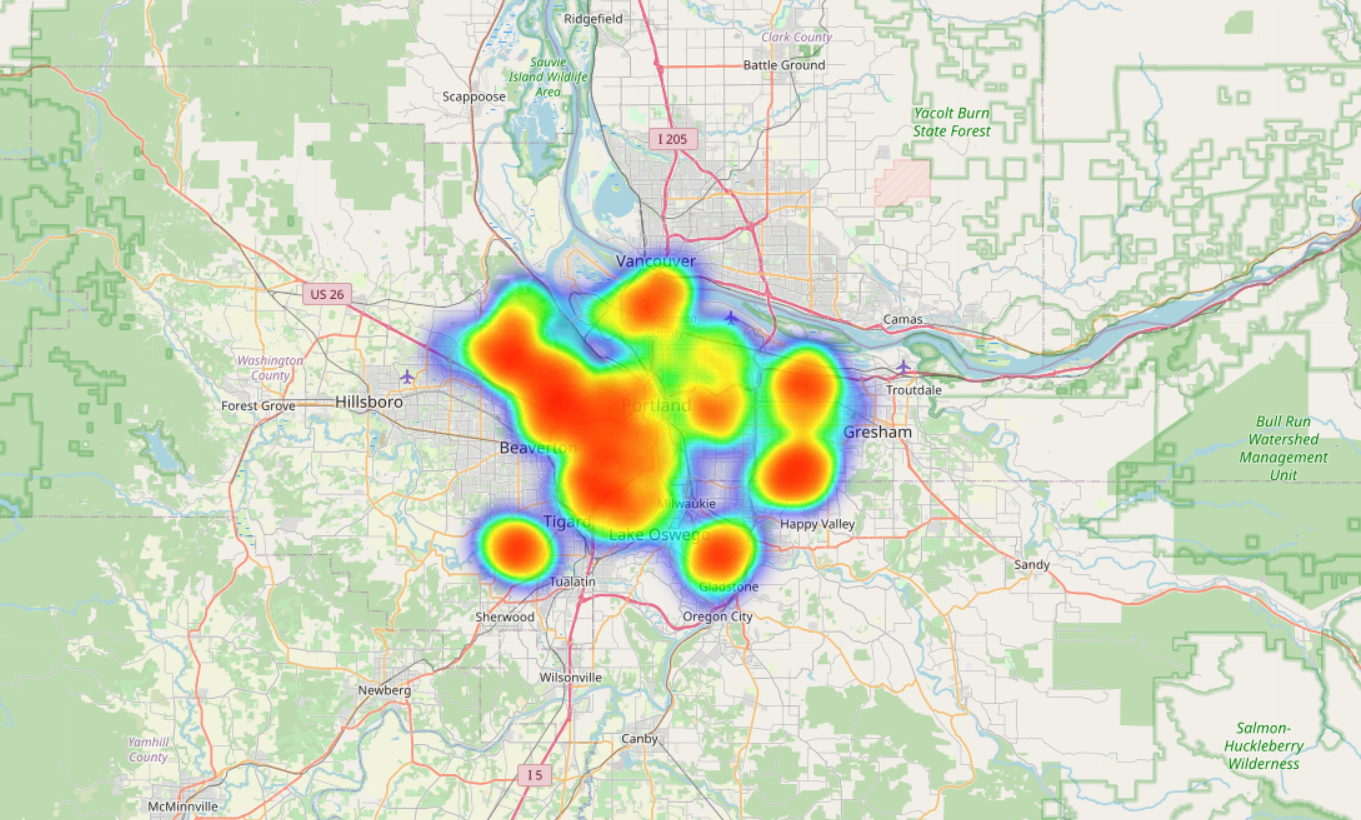 Ridgefield
Clark County
Battle Ground
Sauvie
Island Wildlife
Area
Scappoose
Yacolt Burn
State Forest
I 205
Vancouver
US 26
Camas
Washington
County
Troutdale
Forest Grove
Hillsboro
Portland
Gresham
Bull Run
Watershed
Management
Unit
Beaverton
Milwaukie
Tigard
Happy Valley
Lake Oswego
Sandy
Tualatin
Gladstone
Sherwood
Oregon City
Wilsonville
Newberg
Salmon-
Huckleberry
Wilderness
Yamhill
County
Canby
I 5
McMinnville